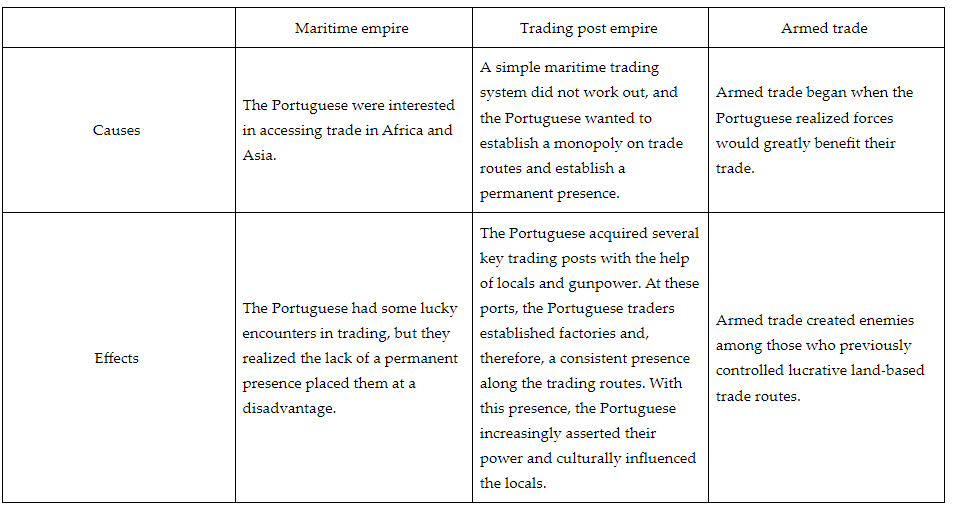 Maritime empire
Trading post empire
Armed trade
Causes
The Portuguese were interested
in accessing trade in Africa and
Asia.
A simple maritime trading
system did not work out, and
the Portuguese wanted to
establish a monopoly on trade
routes and establish a
permanent presence.
Armed trade began when the
Portuguese realized forces
would greatly benefit their
trade.
Effects
The Portuguese had some lucky
encounters in trading, but they
realized the lack of a permanent
presence placed them at a
disadvantage.
The Portuguese acquired several
key trading posts with the help
of locals and gunpower. At these
ports, the Portuguese traders
established factories and,
therefore, a consistent presence
along the trading routes. With
this presence, the Portuguese
increasingly asserted their
power and culturally influenced
the locals.
Armed trade created enemies
among those who previously
controlled lucrative land-based
trade routes.